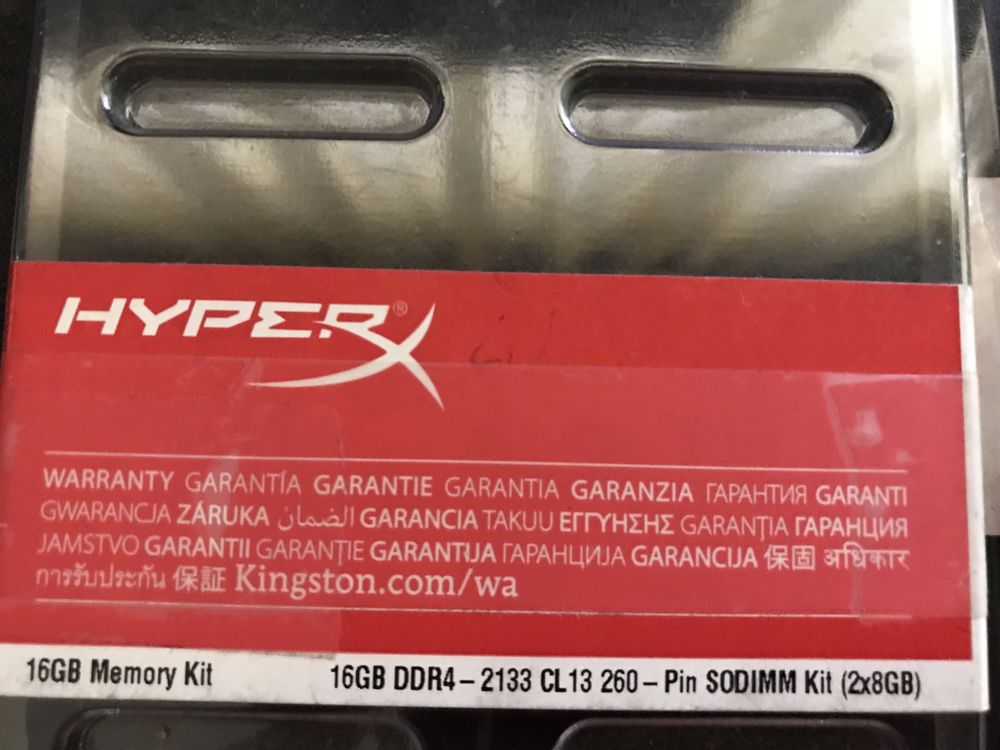 HYPERX®
WARRANTY GARANTÍA GARANTIE GARANTIA GARANZIA ГАРАНТИЯ GARANTI
GWARANCJA ZÁRUKA الضمان GARANCIA TAKUU ΕΓΓΥΗΣΗΣ GARANŢIA ГАРАНЦИЯ
JAMSTVO GARANTII GARANŢIE GARANTIJA ГАРАНЦИЈА GARANCIJA 保固 अधिकार
การรับประกัน 保証 Kingston.com/wa
16GB Memory Kit 16GB DDR4 – 2133 CL13 260 – Pin SODIMM Kit (2x8GB)